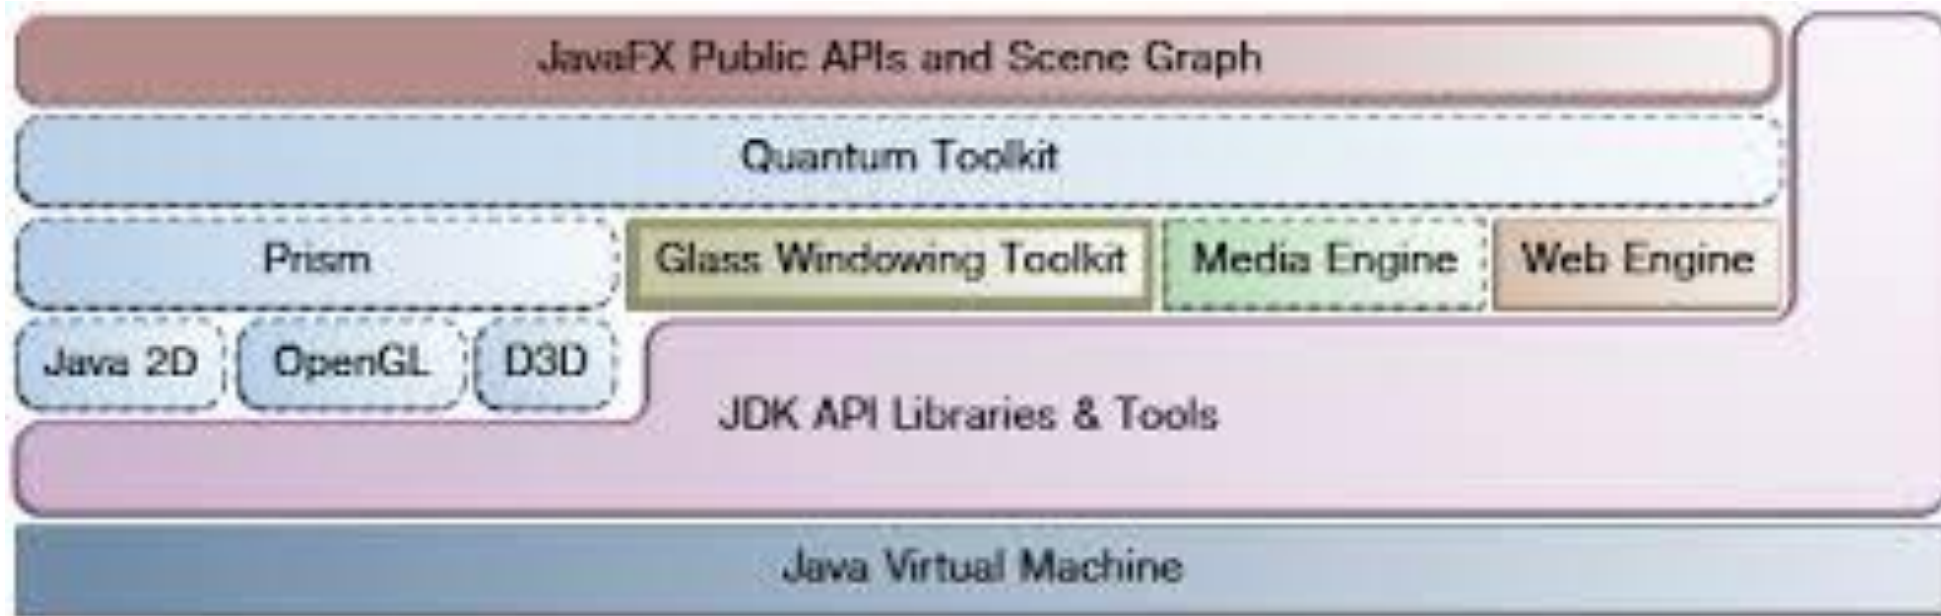 JavaFX Public APIs and Scene Graph
Quantum Toolkit
Prism
Glass Windowing Toolkit
Media Engine
Web Engine
Java 2D
OpenGL
D3D
JDK API Libraries & Tools
Java Virtual Machine